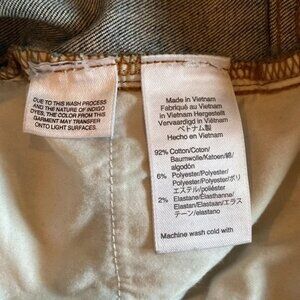 DUE TO THIS WASH PROCESS
AND THE NATURE OF INDIGO
DYES, THE COLOR FROM THIS
GARMENT MAY TRANSFER
ONTO LIGHT SURFACES.
Made in Vietnam
Fabriqué au Vietnam
in Vietnam Hergestellt
Vervaardigd in Viëtnam
ベトナム製
Hecho en Vietnam
92% Cotton/Coton/
Baumwolle/Katoen/綿/
algodón
6% Polyester/Polyester/
Polyester/Polyester/ポリ
エステル/poliéster
2% Elastane/Élasthanne/
Elastan/Elastaan/エラス
テーン/elastano
Machine wash cold with